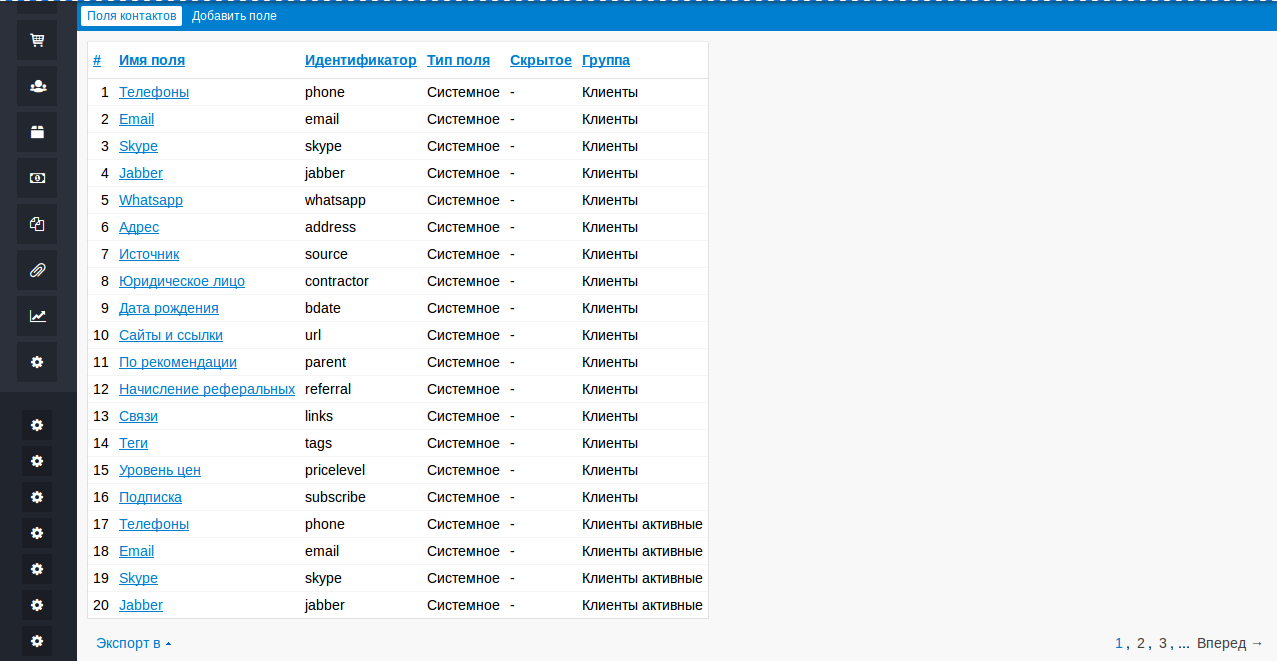 Поля контактов Добавить поле
# Имя поля Идентификатор Тип поля Скрытое Группа
1 Телефоны phone Системное - Клиенты
2 Email email Системное - Клиенты
3 Skype skype Системное - Клиенты
4 Jabber jabber Системное - Клиенты
5 Whatsapp whatsapp Системное - Клиенты
6 Адрес address Системное - Клиенты
7 Источник source Системное - Клиенты
8 Юридическое лицо contractor Системное - Клиенты
9 Дата рождения bdate Системное - Клиенты
10 Сайты и ссылки url Системное - Клиенты
11 По рекомендации parent Системное - Клиенты
12 Начисление реферальных referral Системное - Клиенты
13 Связи links Системное - Клиенты
14 Теги tags Системное - Клиенты
15 Уровень цен pricelevel Системное - Клиенты
16 Подписка subscribe Системное - Клиенты
17 Телефоны phone Системное - Клиенты активные
18 Email email Системное - Клиенты активные
19 Skype skype Системное - Клиенты активные
20 Jabber jabber Системное - Клиенты активные
Экспорт в 1 , 2 , 3 , ... Вперед →